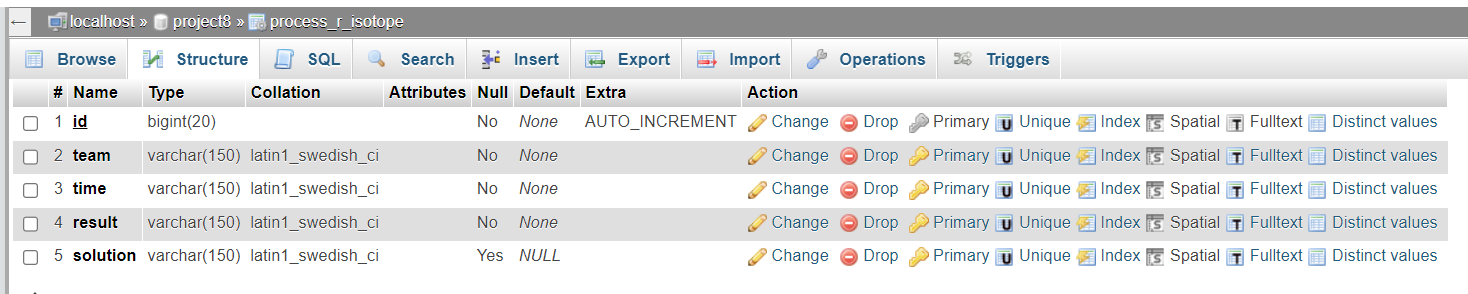 ← localhost » project8 » process_r_isotope
Browse Structure SQL Search Insert Export Import Operations Triggers
# Name Type Collation Attributes Null Default Extra Action
1 id bigint(20) No None AUTO_INCREMENT Change Drop Primary U Unique Index S Spatial T Fulltext Distinct values
2 team varchar(150) latin1_swedish_ci No None Change Drop Primary U Unique Index S Spatial T Fulltext Distinct values
3 time varchar(150) latin1_swedish_ci No None Change Drop Primary U Unique Index S Spatial T Fulltext Distinct values
4 result varchar(150) latin1_swedish_ci No None Change Drop Primary U Unique Index S Spatial T Fulltext Distinct values
5 solution varchar(150) latin1_swedish_ci Yes NULL Change Drop Primary U Unique Index S Spatial T Fulltext Distinct values